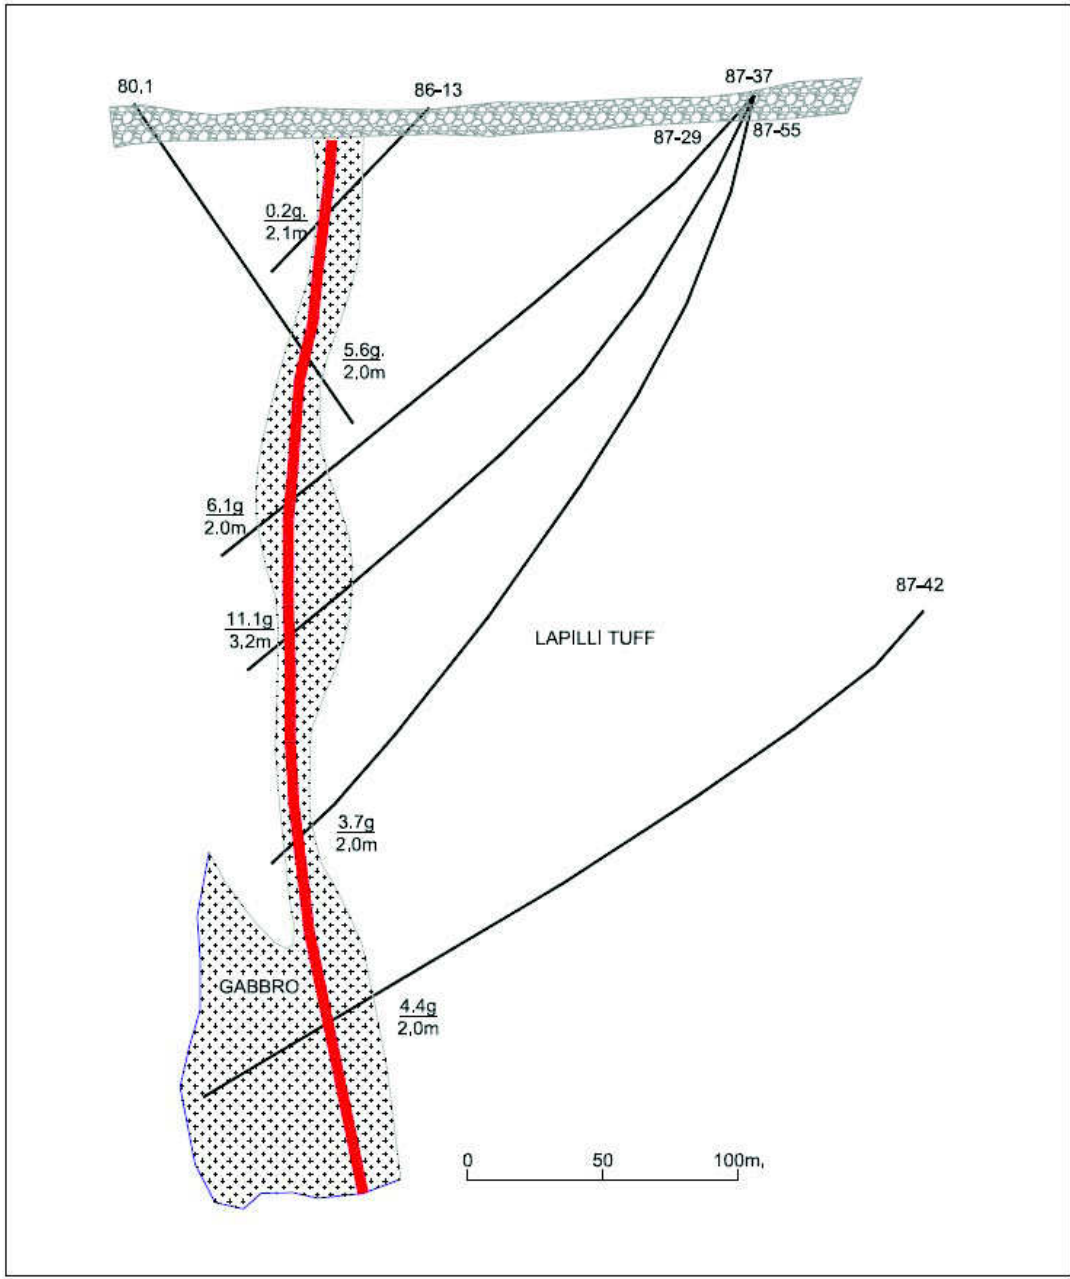 87-37
80,1
86-13
87-29
87-55
0.2g.
2,1m
5.6g.
2,0m
6,1g
2.0m
87-42
11.1g
3,2m
LAPILLI TUFF
3.7g
2,0m
GABBRO
4.4g
2,0m
0 50 100m,